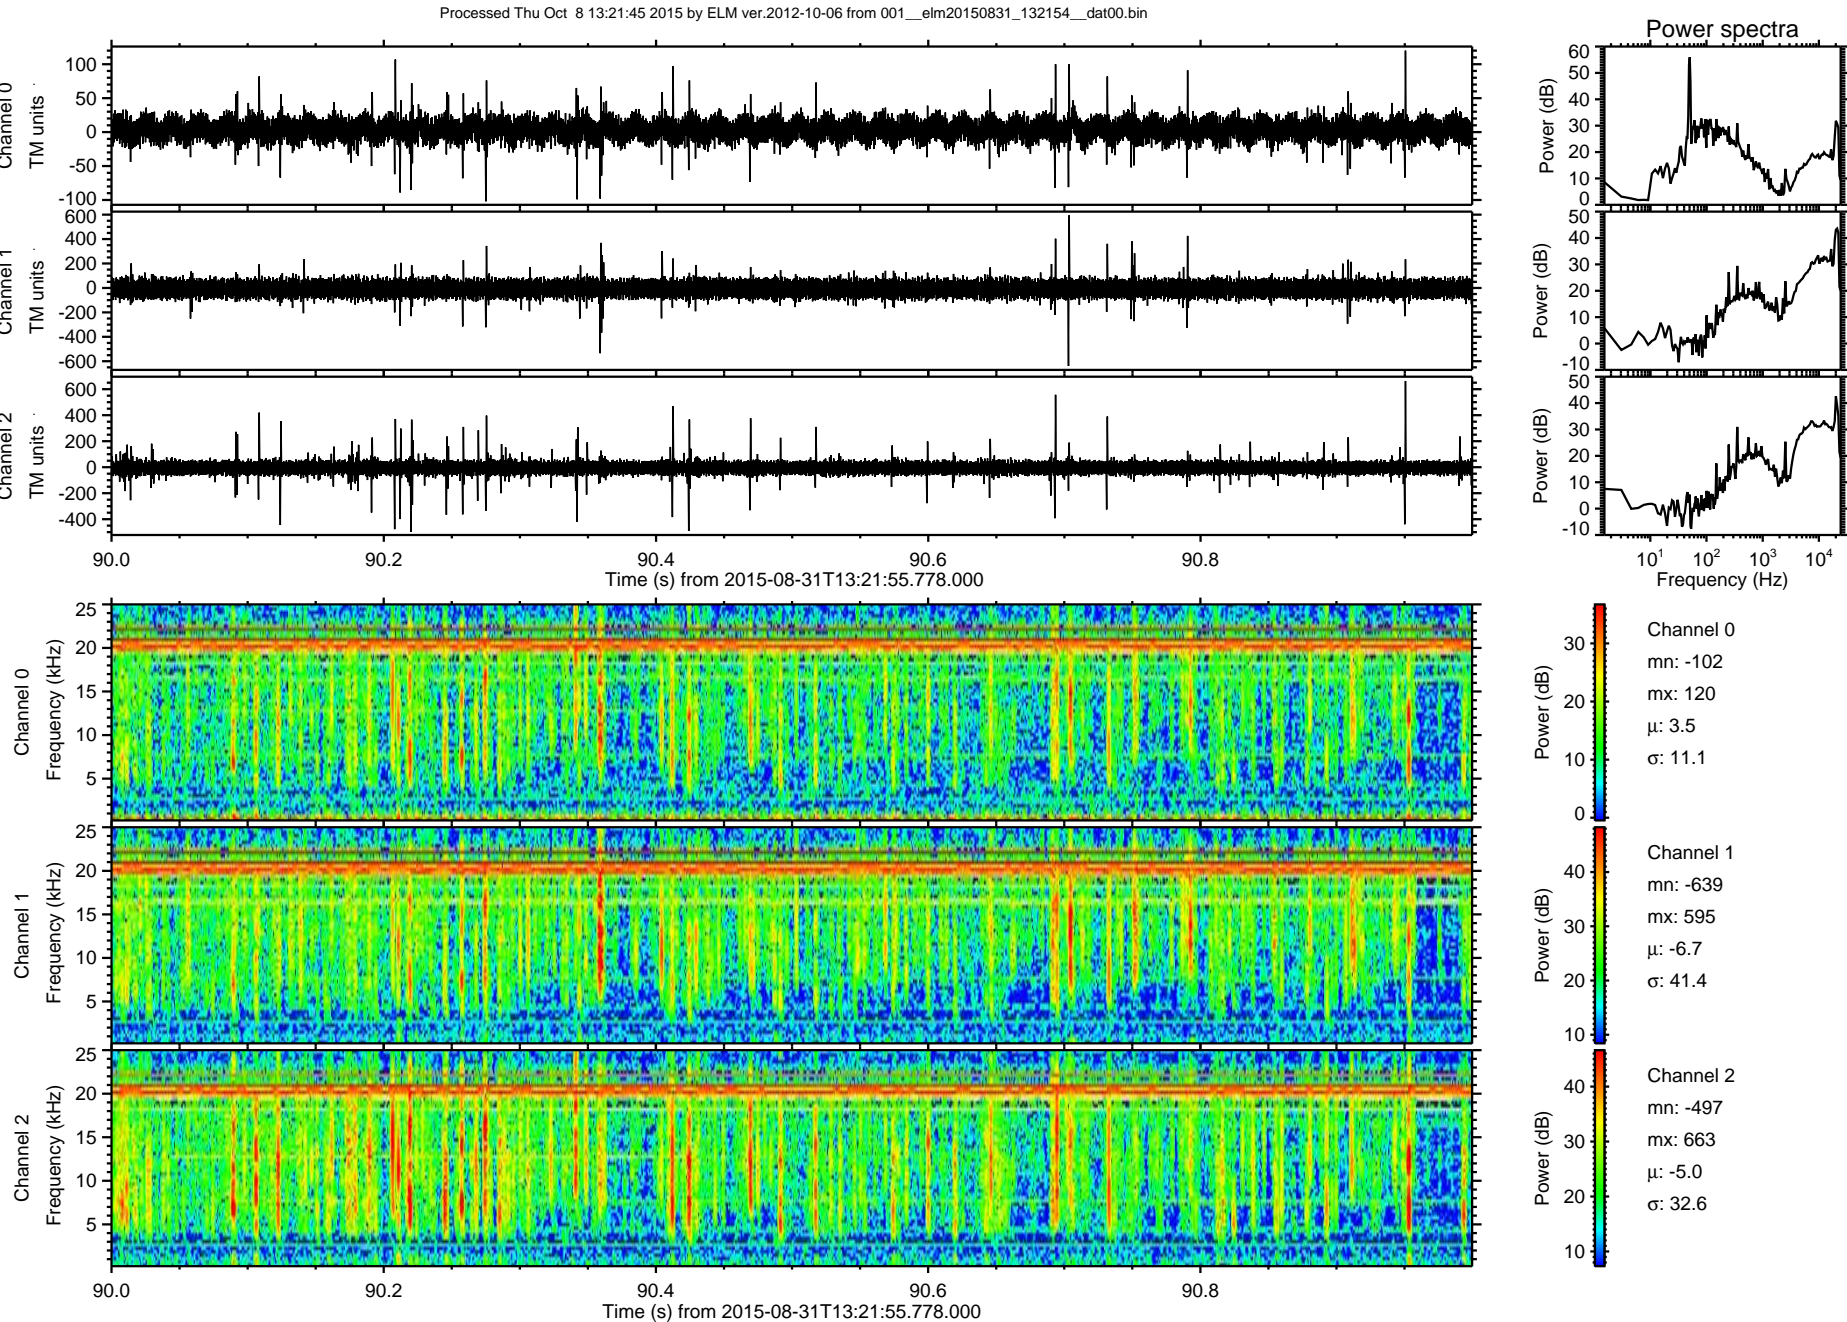 Processed Thu Oct  8 13:21:45 2015 by ELM ver.2012-10-06 from 001__elm20150831_132154__dat00.bin
Power spectra
Channel 0
TM units
100
50
0
-50
-100
Power (dB)
60
50
40
30
20
10
0
Channel 1
TM units
600
400
200
0
-200
-400
-600
Power (dB)
50
40
30
20
10
0
-10
Channel 2
TM units
600
400
200
0
-200
-400
Power (dB)
50
40
30
20
10
0
-10
90.0 90.2 90.4 90.6 90.8
Time (s) from 2015-08-31T13:21:55.778.000
10¹ 10² 10³ 10⁴
Frequency (Hz)
Channel 0
Frequency (kHz)
25
20
15
10
5
Power (dB)
30
20
10
0
Channel 0
mn: -102
mx: 120
μ: 3.5
σ: 11.1
Channel 1
Frequency (kHz)
25
20
15
10
5
Power (dB)
40
30
20
10
Channel 1
mn: -639
mx: 595
μ: -6.7
σ: 41.4
Channel 2
Frequency (kHz)
25
20
15
10
5
Power (dB)
40
30
20
10
Channel 2
mn: -497
mx: 663
μ: -5.0
σ: 32.6
90.0 90.2 90.4 90.6 90.8
Time (s) from 2015-08-31T13:21:55.778.000